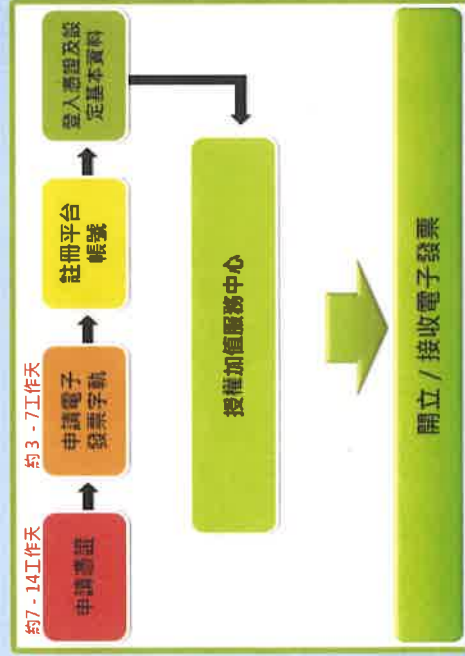 約7 - 14工作天
申請憑證
約 3 - 7工作天
申請電子
發票字軌
註冊平台
帳號
登入憑證及設
定基本資料
授權加值服務中心
開立 / 接收電子發票